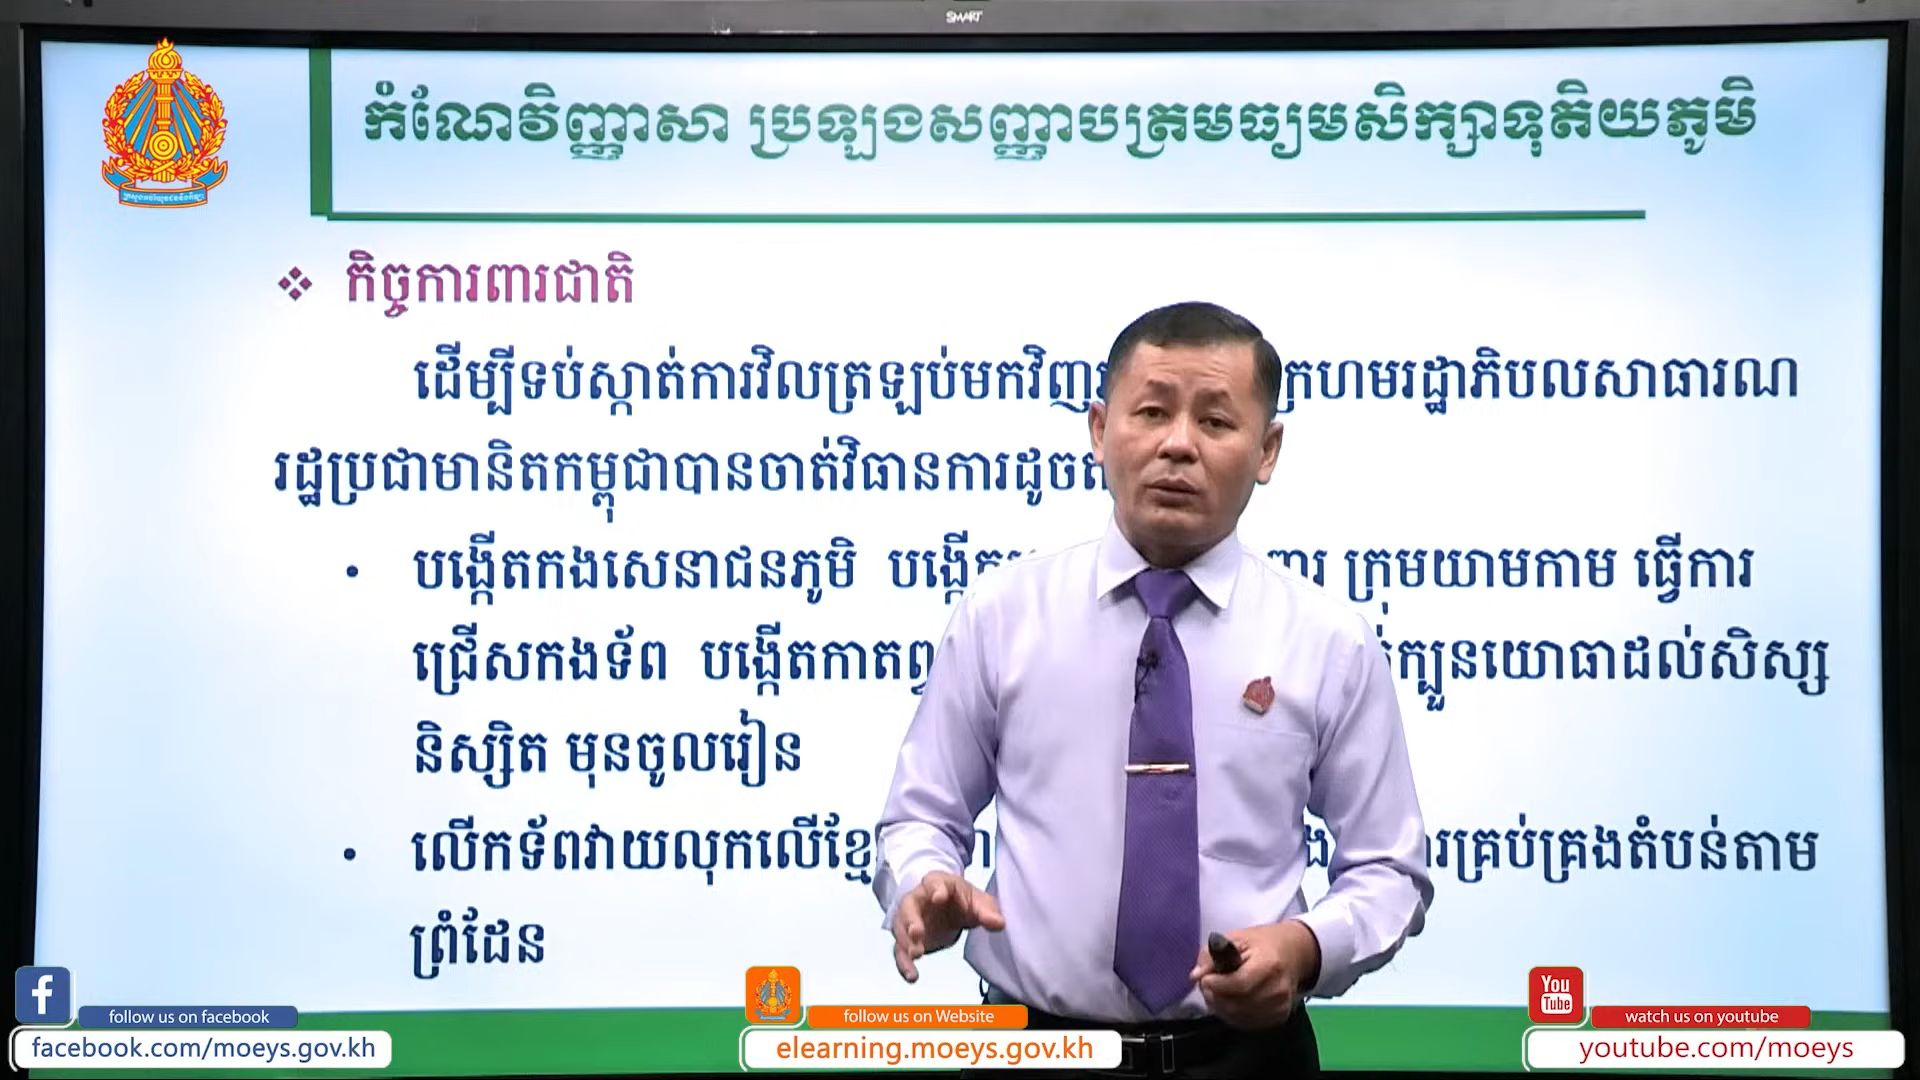 SMART
កំណែវិញ្ញាសា ប្រឡងសញ្ញាបត្រមធ្យមសិក្សាទុតិយភូមិ
កិច្ចការពារជាតិ
ដើម្បីទប់ស្កាត់ការវិលត្រឡប់មកវិញ ក្រហមរដ្ឋាភិបលសាធារណ
រដ្ឋប្រជាមានិតកម្ពុជាបានចាត់វិធានការដូចត
• បង្កើតកងសេនាជនភូមិ បង្កើត ពារ ក្រុមយាមកាម ធ្វើការ
ជ្រើសកងទ័ព បង្កើតកាតព្វ ក្បួនយោធាដល់សិស្ស
និស្សិត មុនចូលរៀន
• លើកទ័ពវាយលុកលើខ្មែ គ្រប់គ្រងតំបន់តាម
ព្រំដែន
follow us on facebook
facebook.com/moeys.gov.kh
follow us on Website
elearning.moeys.gov.kh
You
Tube
watch us on youtube
youtube.com/moeys